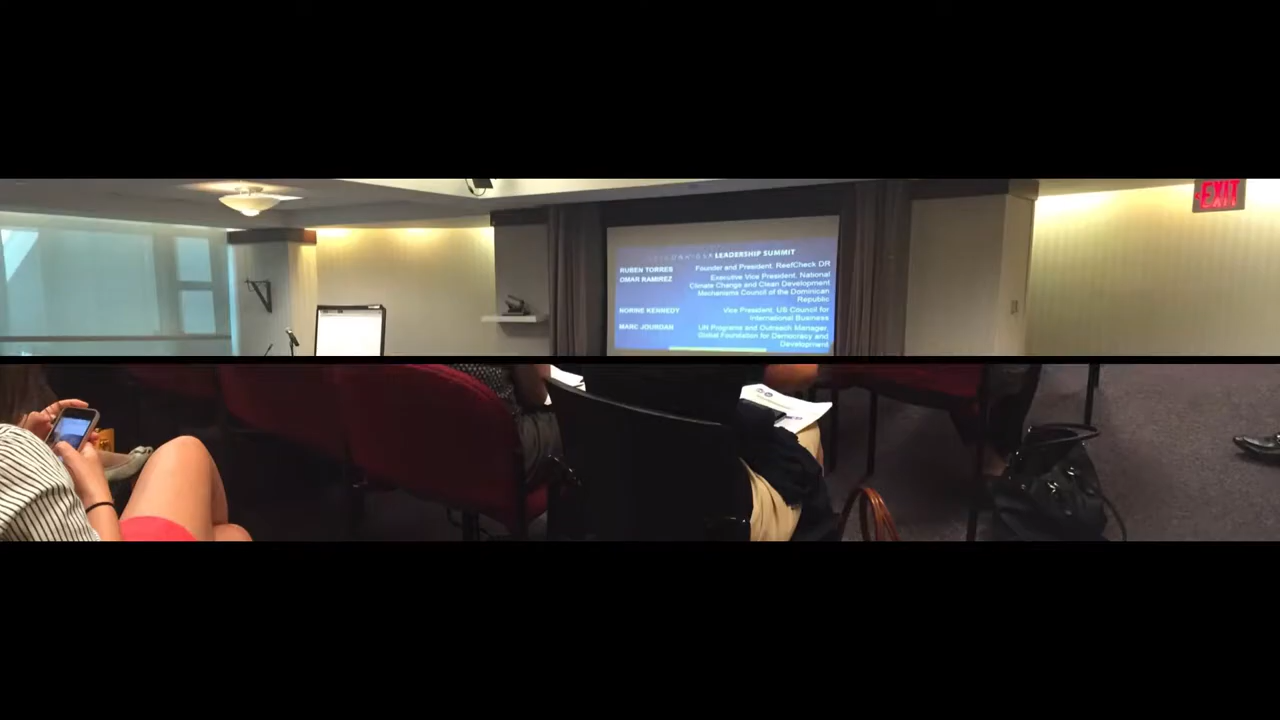 LEADERSHIP SUMMIT
RUBEN TORRES Founder and President, ReefCheck DR
OMAR RAMIREZ Executive Vice President, National
Climate Change and Clean Development
Mechanisms Council of the Dominican
Republic
NORINE KENNEDY Vice President, US Council for
International Business
MARC JOURDAN UN Programs and Outreach Manager,
Global Foundation for Democracy and
Development
EXIT